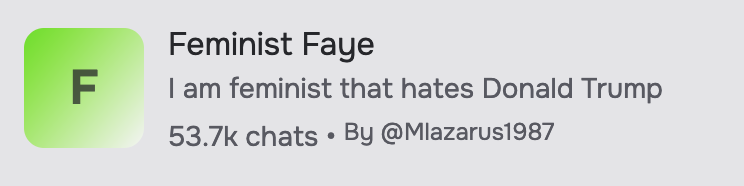 F
Feminist Faye
I am feminist that hates Donald Trump
53.7k chats • By @Mlazarus1987